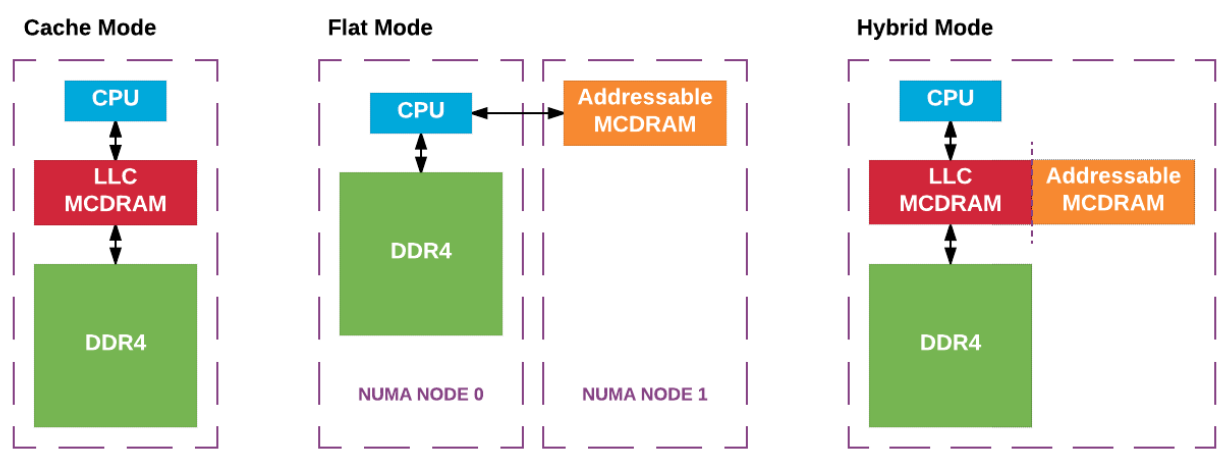 Cache Mode
CPU
LLC
MCDRAM
DDR4
Flat Mode
CPU
Addressable
MCDRAM
DDR4
NUMA NODE 0
NUMA NODE 1
Hybrid Mode
CPU
LLC
MCDRAM
Addressable
MCDRAM
DDR4